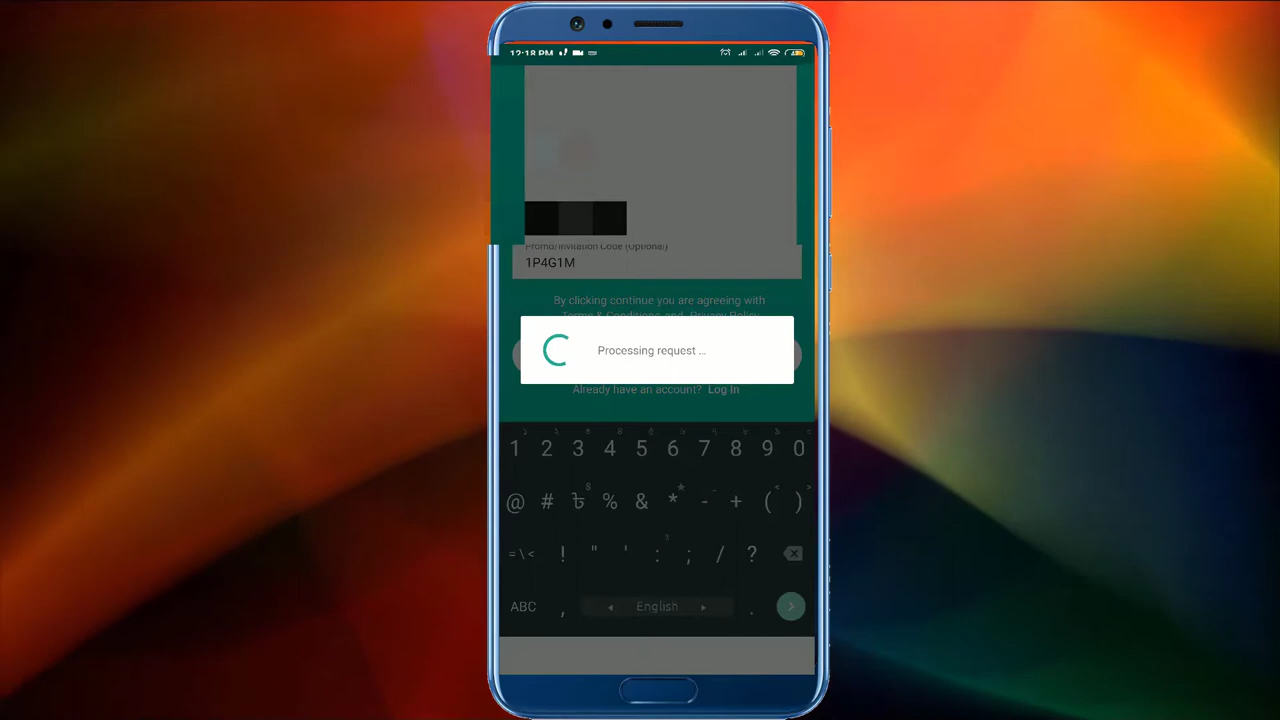 12:18 PM
Promo/Invitation Code (Optional)
1P4G1M
By clicking continue you are agreeing with
Terms & Conditions and Privacy Policy
Processing request ...
Already have an account? Log In
1 2 3 4 5 6 7 8 9 0
@ # ৳ $ % & * - + ( )
= \ < ! " ' : ; / ?
ABC , English .